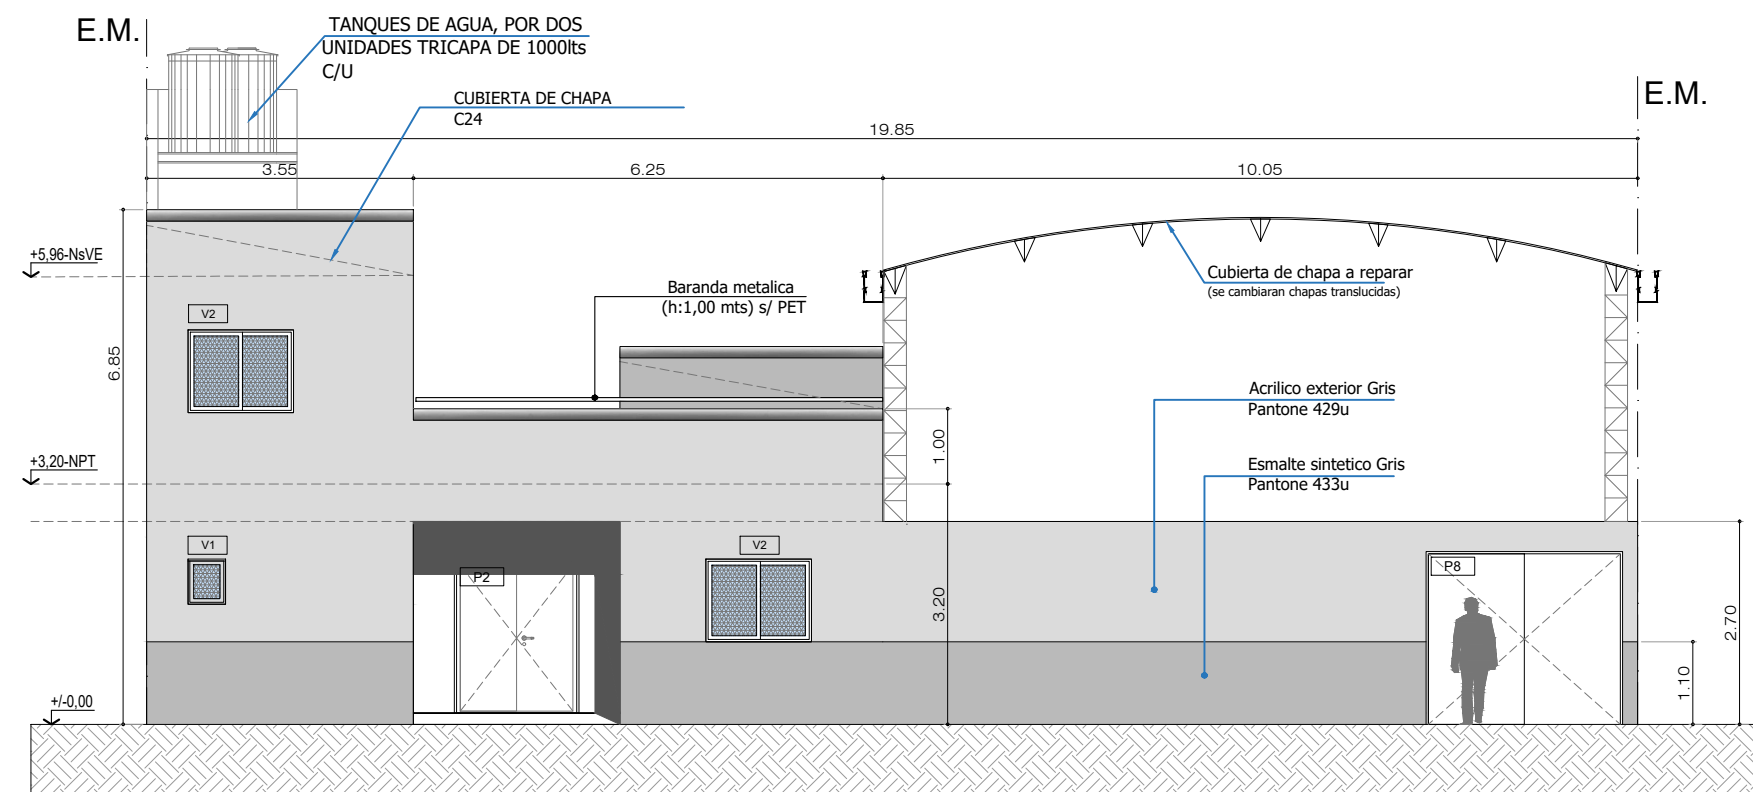 E.M.
TANQUES DE AGUA, POR DOS
UNIDADES TRICAPA DE 1000lts
C/U
CUBIERTA DE CHAPA
C24
E.M.
19.85
3.55
6.25
10.05
+5,96-NsVE
Cubierta de chapa a reparar
(se cambiaran chapas translucidas)
Baranda metalica
(h:1,00 mts) s/ PET
V2
6.85
Acrilico exterior Gris
Pantone 429u
1.00
+3,20-NPT
Esmalte sintetico Gris
Pantone 433u
V1
V2
P2
P8
3.20
2.70
1.10
+/-0,00